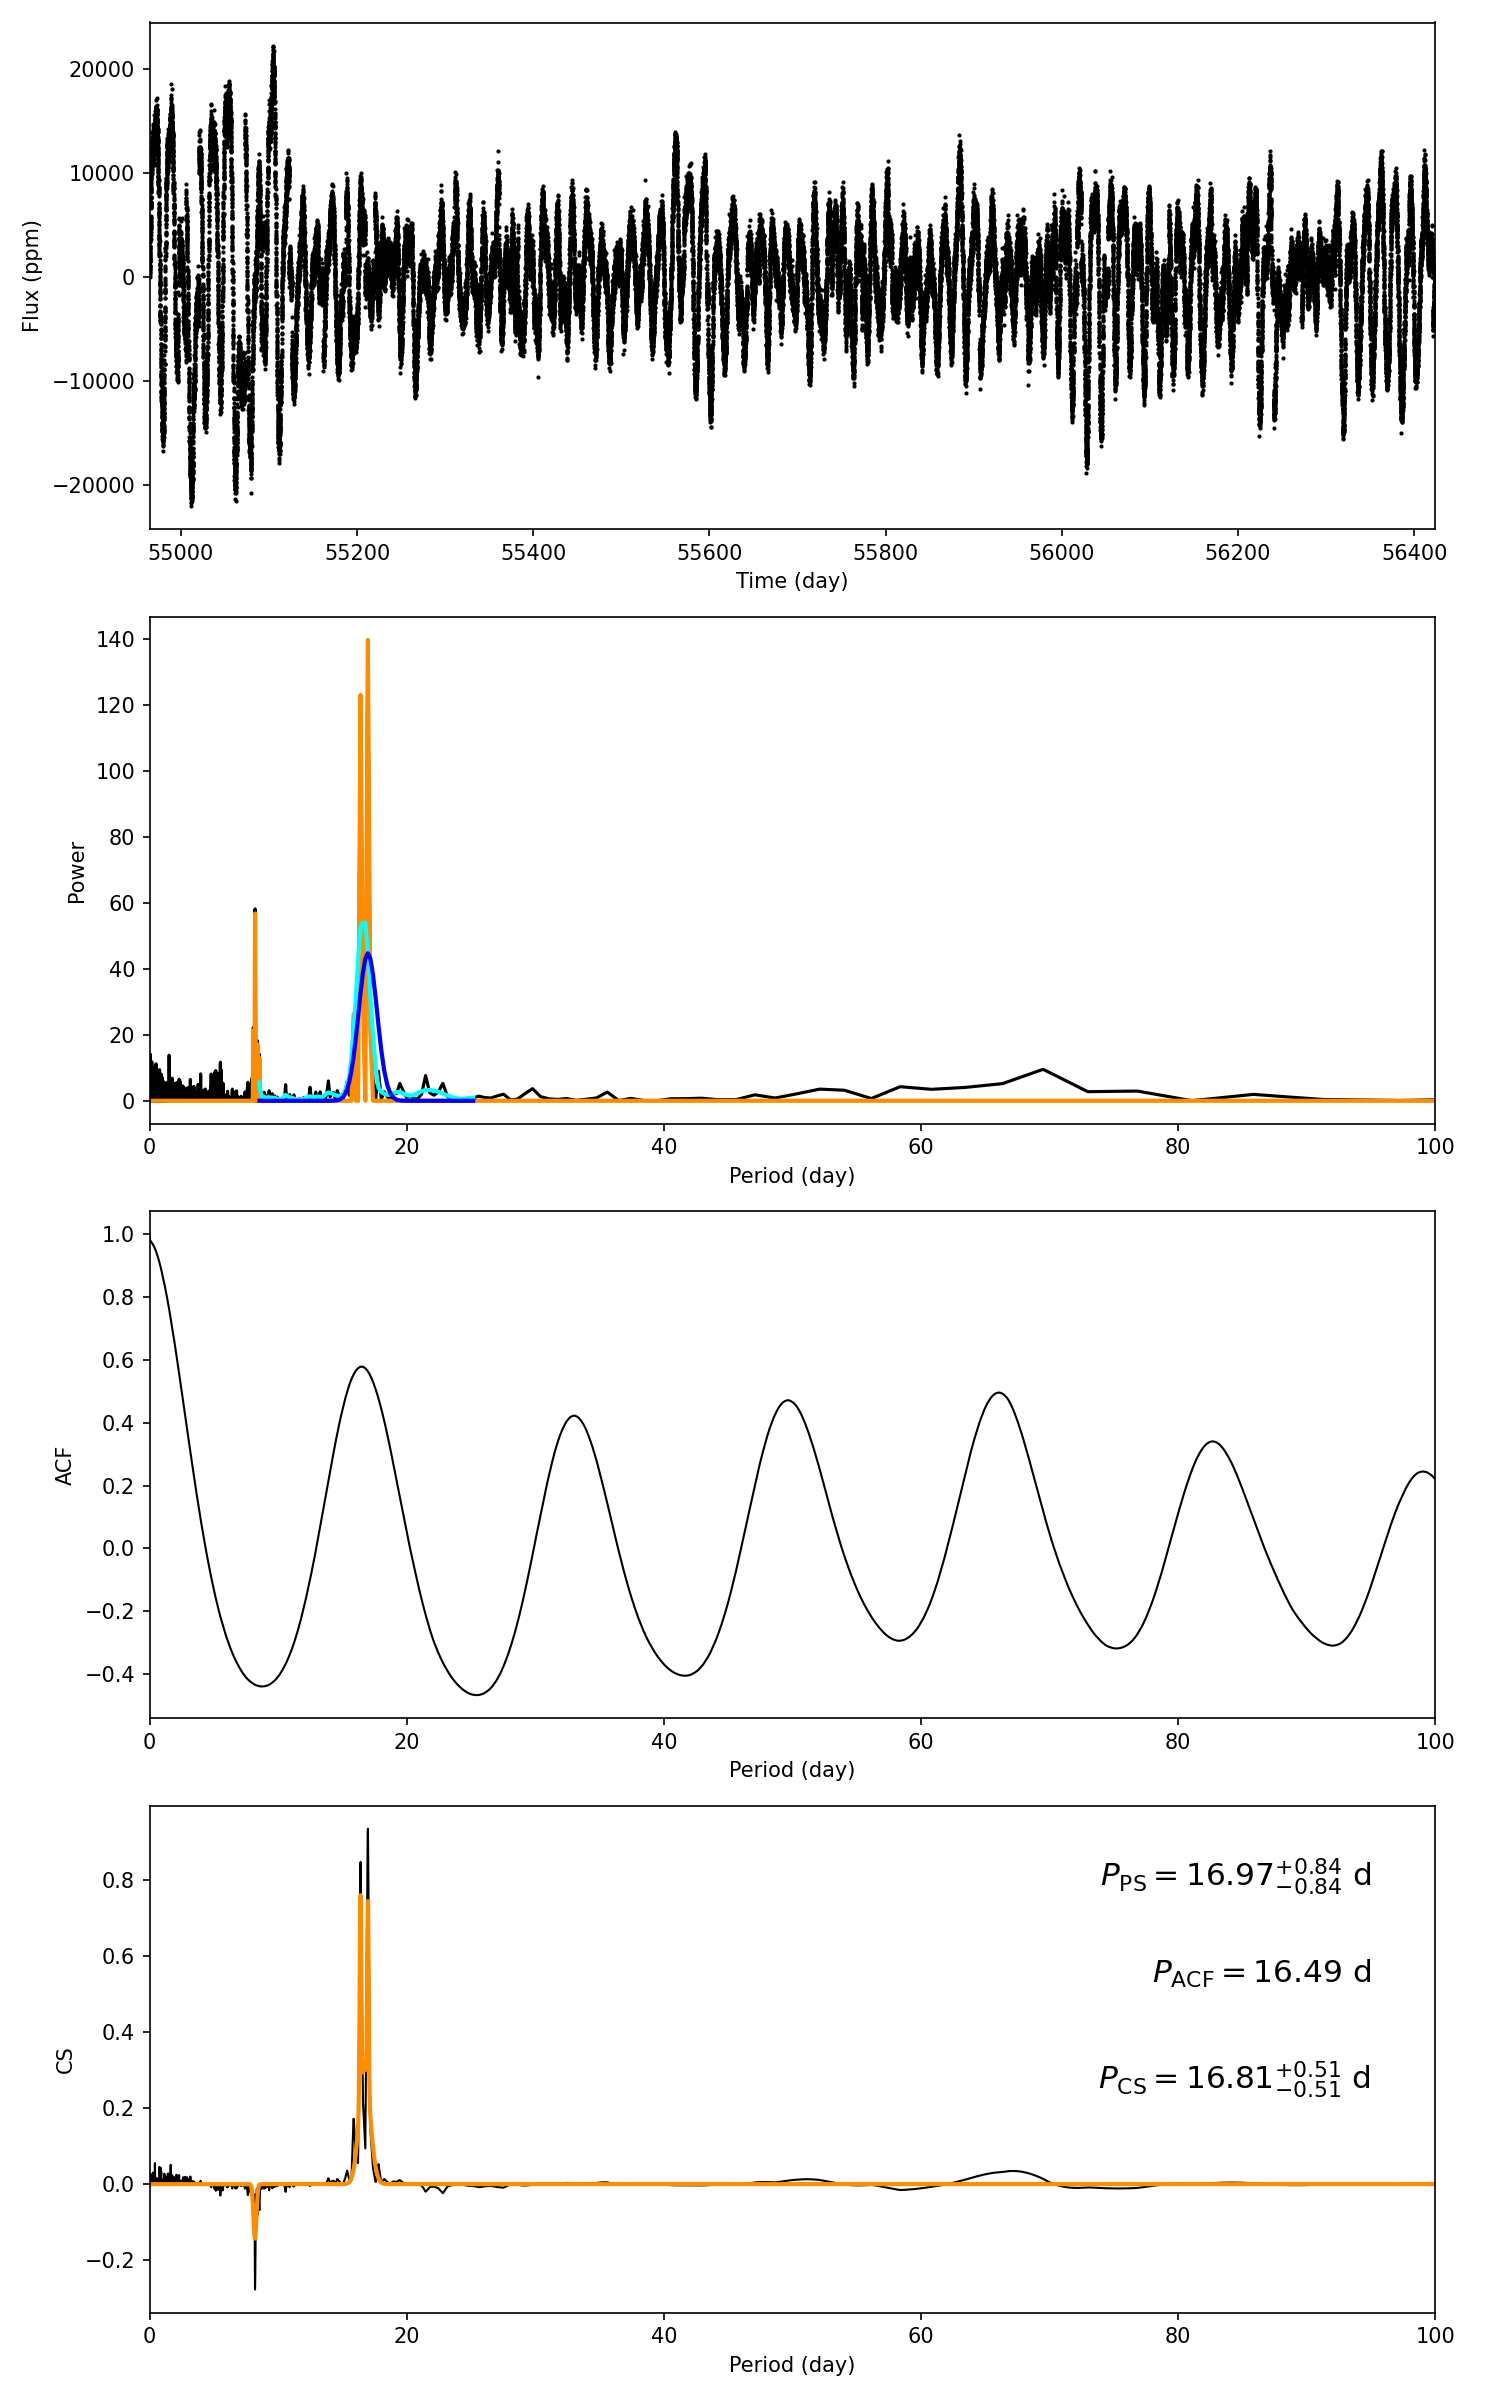 20000
10000
0
−10000
−20000
Flux (ppm)
55000 55200 55400 55600 55800 56000 56200 56400
Time (day)
140
120
100
80
60
40
20
0
Power
0 20 40 60 80 100
Period (day)
1.0
0.8
0.6
0.4
0.2
0.0
−0.2
−0.4
ACF
0 20 40 60 80 100
Period (day)
0.8
0.6
0.4
0.2
0.0
−0.2
CS
P_PS = 16.97^{+0.84}_{−0.84} d
P_ACF = 16.49 d
P_CS = 16.81^{+0.51}_{−0.51} d
0 20 40 60 80 100
Period (day)